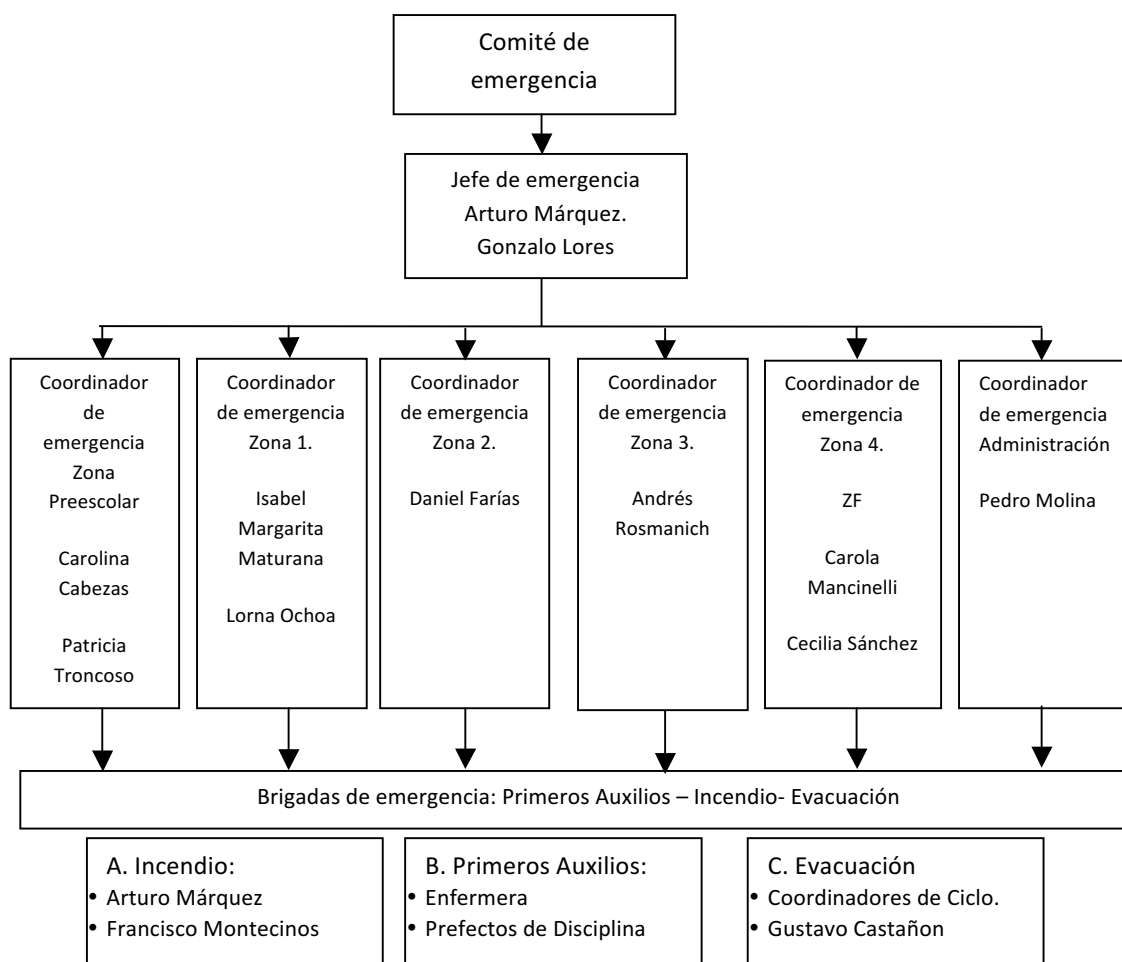 Comité de
emergencia
Jefe de emergencia
Arturo Márquez.
Gonzalo Lores
Coordinador
de
emergencia
Zona
Preescolar
Carolina
Cabezas
Patricia
Troncoso
Coordinador
de emergencia
Zona 1.
Isabel
Margarita
Maturana
Lorna Ochoa
Coordinador
de emergencia
Zona 2.
Daniel Farías
Coordinador
de emergencia
Zona 3.
Andrés
Rosmanich
Coordinador de
emergencia
Zona 4.
ZF
Carola
Mancinelli
Cecilia Sánchez
Coordinador
de emergencia
Administración
Pedro Molina
Brigadas de emergencia: Primeros Auxilios – Incendio- Evacuación
A. Incendio:
• Arturo Márquez
• Francisco Montecinos
B. Primeros Auxilios:
• Enfermera
• Prefectos de Disciplina
C. Evacuación
• Coordinadores de Ciclo.
• Gustavo Castañon